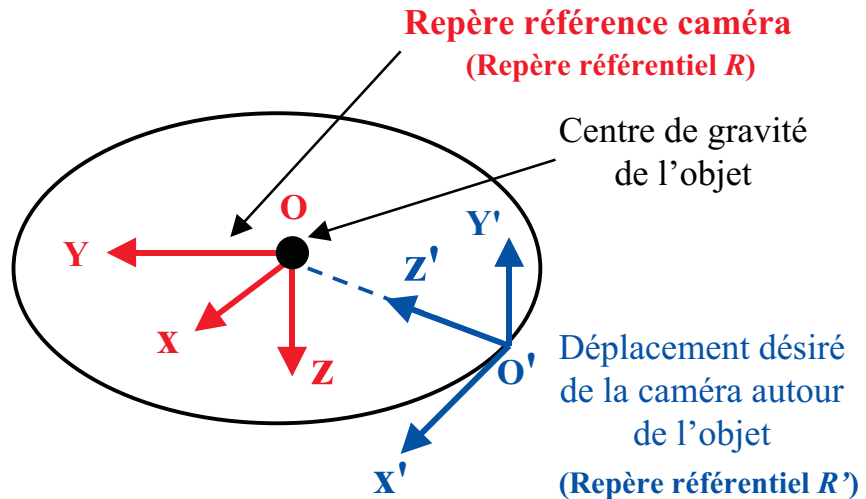 Repère référence caméra
(Repère référentiel R)
Centre de gravité
de l’objet
O
Y'
Y
z'
x
z
O'
Déplacement désiré
de la caméra autour
de l’objet
x'
(Repère référentiel R’)